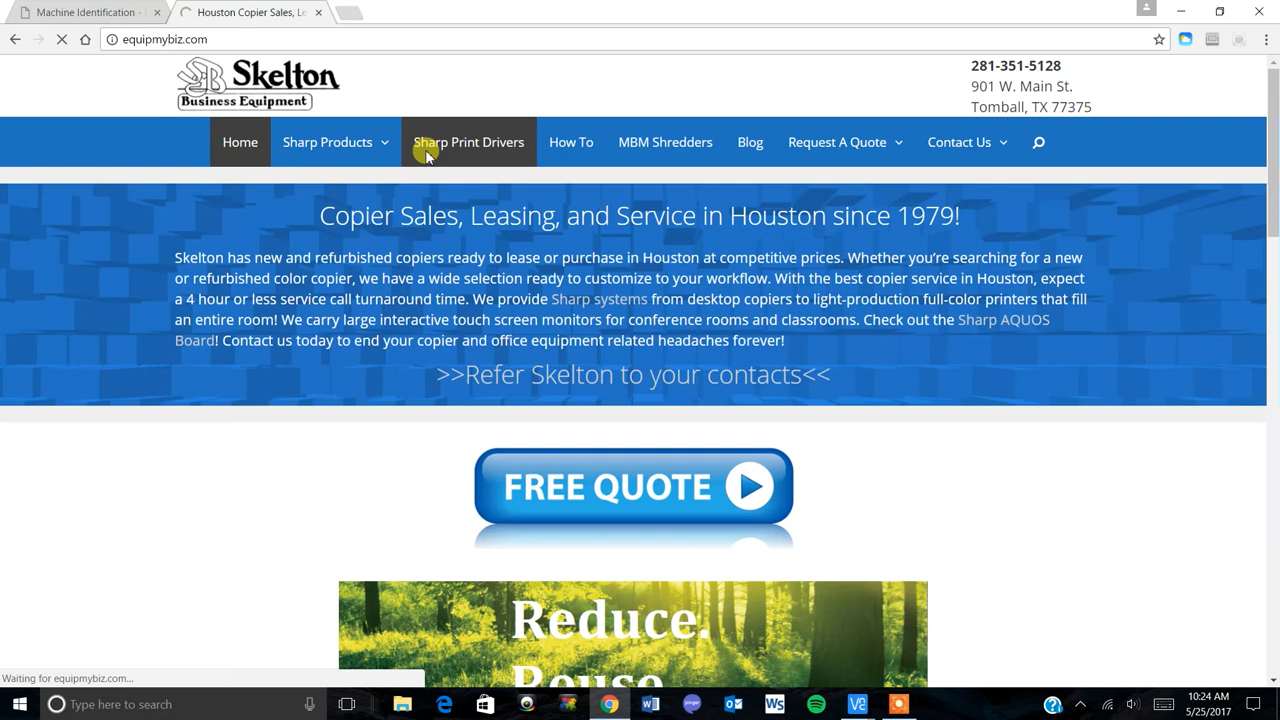 Machine Identification -
Houston Copier Sales, Le
equipmybiz.com
Skelton
Business Equipment
281-351-5128
901 W. Main St.
Tomball, TX 77375
Home
Sharp Products
Sharp Print Drivers
How To
MBM Shredders
Blog
Request A Quote
Contact Us
Copier Sales, Leasing, and Service in Houston since 1979!
Skelton has new and refurbished copiers ready to lease or purchase in Houston at competitive prices. Whether you're searching for a new
or refurbished color copier, we have a wide selection ready to customize to your workflow. With the best copier service in Houston, expect
a 4 hour or less service call turnaround time. We provide Sharp systems from desktop copiers to light-production full-color printers that fill
an entire room! We carry large interactive touch screen monitors for conference rooms and classrooms. Check out the Sharp AQUOS
Board! Contact us today to end your copier and office equipment related headaches forever!
>>Refer Skelton to your contacts<<
FREE QUOTE
Reduce.
Reuse
Waiting for equipmybiz.com...
Type here to search
10:24 AM
5/25/2017